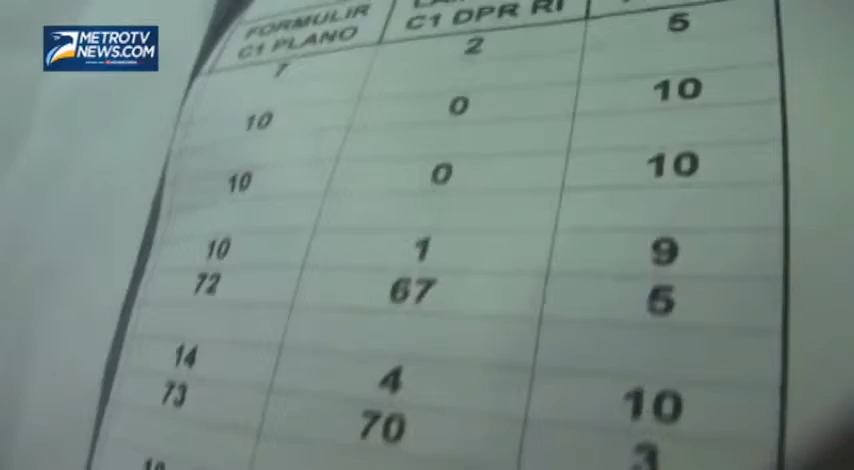 METROTV
NEWS.COM
FORMULIR
C1 PLANO
C1 DPR RI
7 2 5
10 0 10
10 0 10
10 1 9
72 67 5
14 4 10
73 70 3